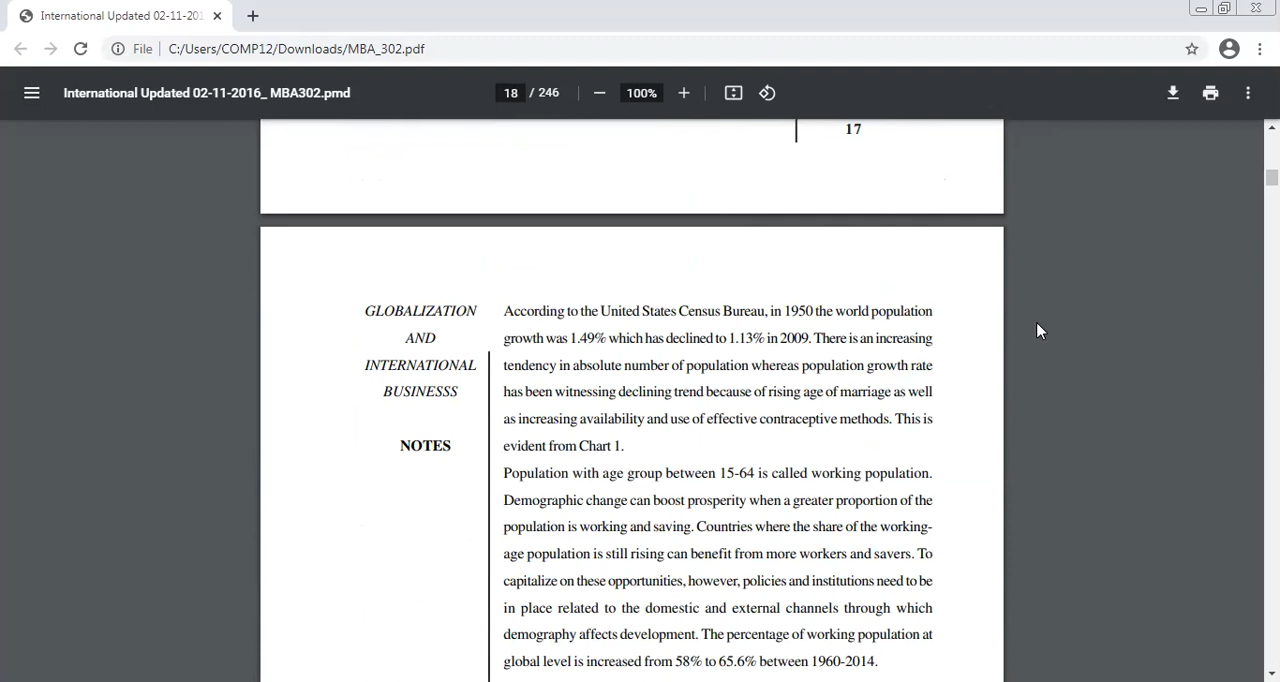 International Updated 02-11-201
File
C:/Users/COMP12/Downloads/MBA_302.pdf
International Updated 02-11-2016_ MBA302.pmd
18 / 246
100%
17
GLOBALIZATION
AND
INTERNATIONAL
BUSINESSS
NOTES
According to the United States Census Bureau, in 1950 the world population
growth was 1.49% which has declined to 1.13% in 2009. There is an increasing
tendency in absolute number of population whereas population growth rate
has been witnessing declining trend because of rising age of marriage as well
as increasing availability and use of effective contraceptive methods. This is
evident from Chart 1.
Population with age group between 15-64 is called working population.
Demographic change can boost prosperity when a greater proportion of the
population is working and saving. Countries where the share of the working-
age population is still rising can benefit from more workers and savers. To
capitalize on these opportunities, however, policies and institutions need to be
in place related to the domestic and external channels through which
demography affects development. The percentage of working population at
global level is increased from 58% to 65.6% between 1960-2014.